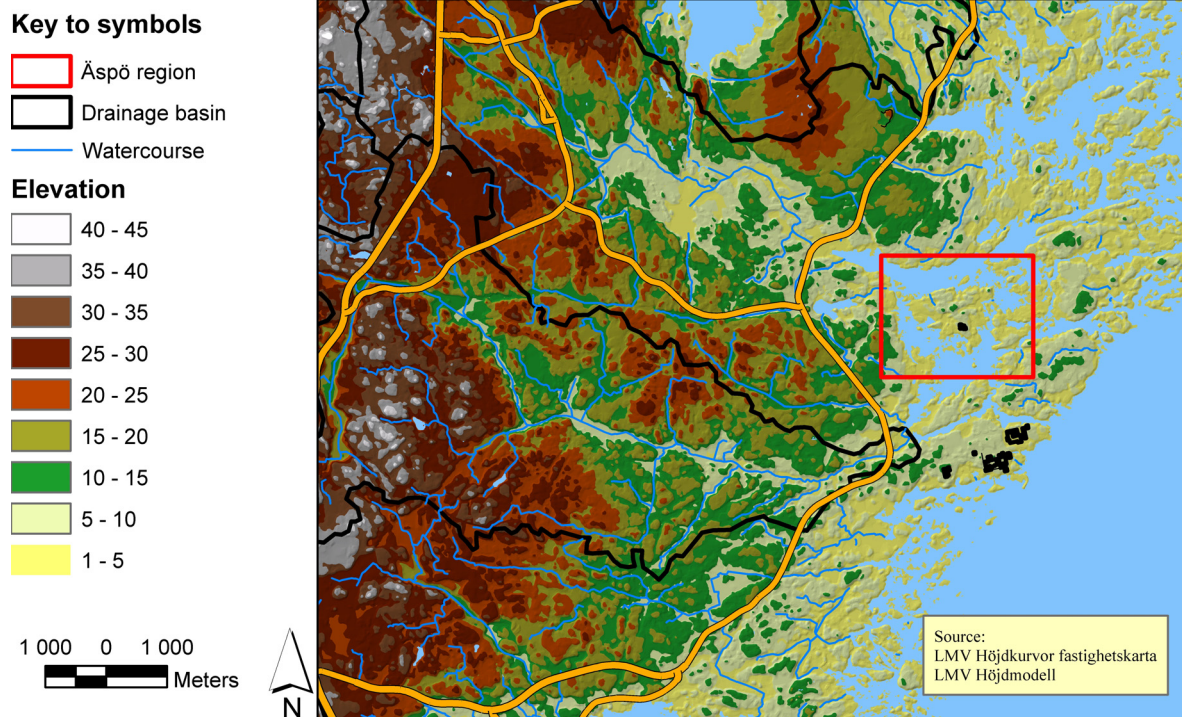 Key to symbols
Äspö region
Drainage basin
Watercourse
Elevation
40 - 45
35 - 40
30 - 35
25 - 30
20 - 25
15 - 20
10 - 15
5 - 10
1 - 5
1 000 0 1 000
Meters
N
Source:
LMV Höjdkurvor fastighetskarta
LMV Höjdmodell